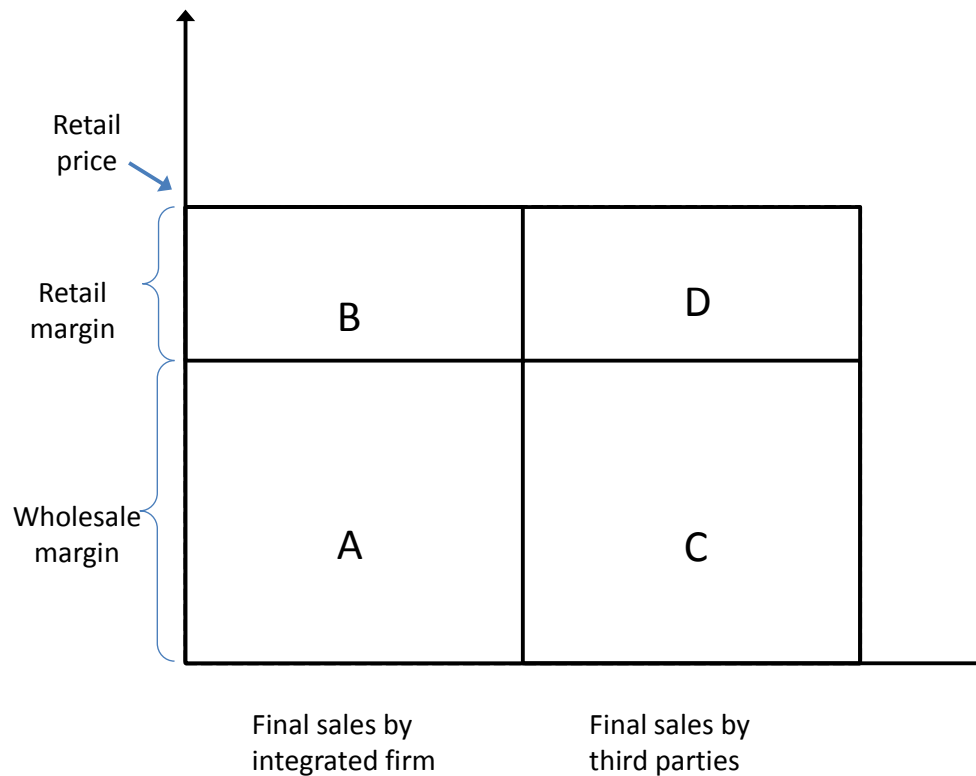 Retail
price
Retail
margin
B
D
Wholesale
margin
A
C
Final sales by
integrated firm
Final sales by
third parties